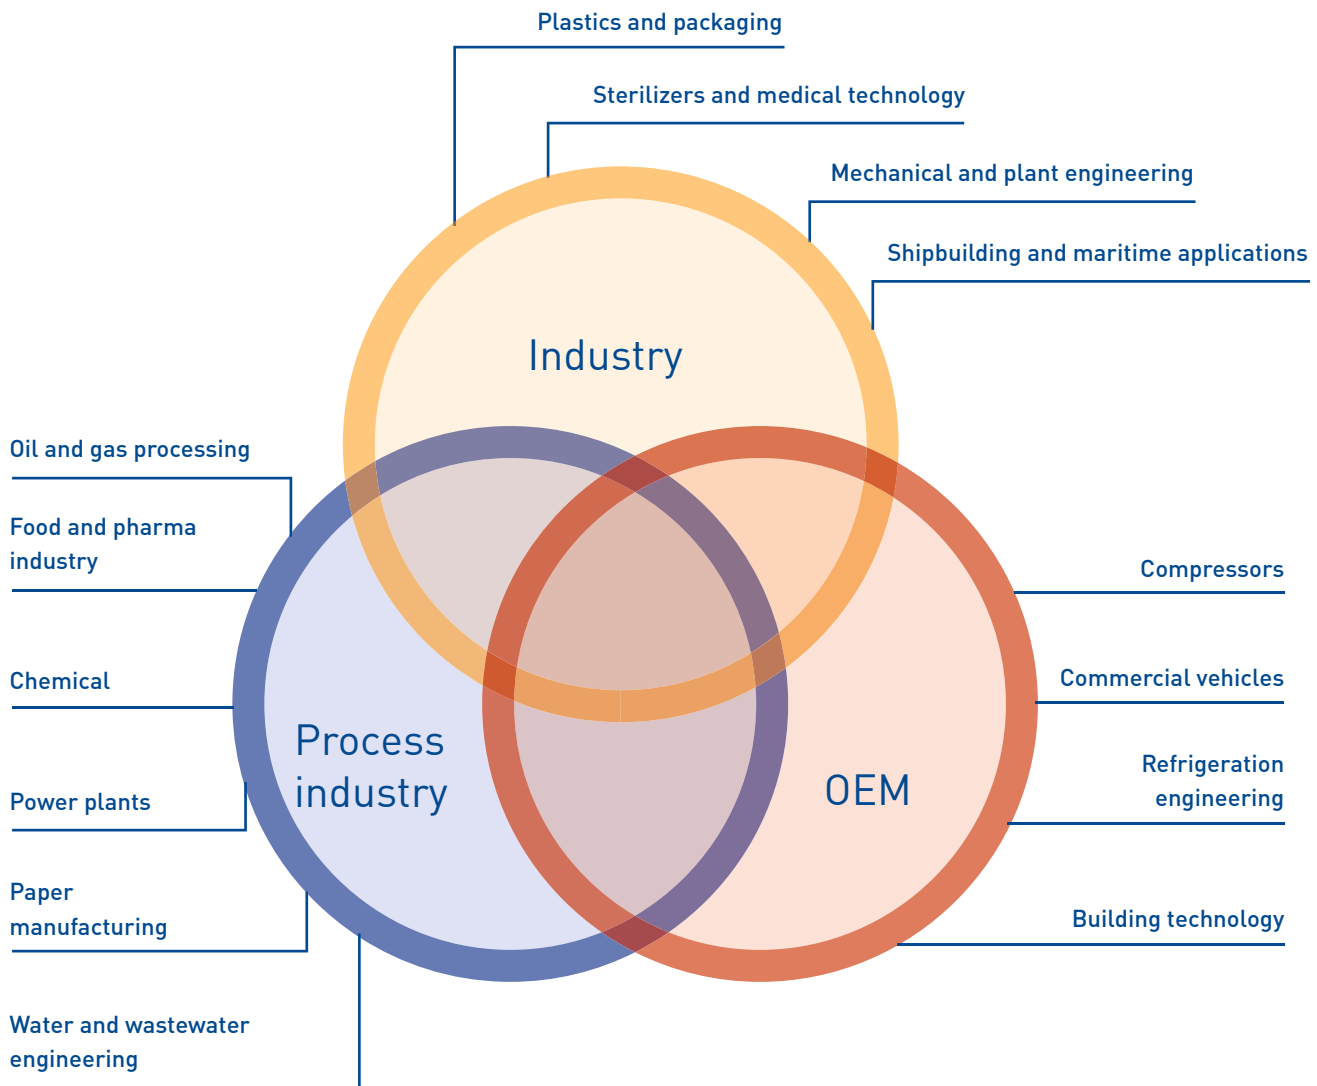 Plastics and packaging
Sterilizers and medical technology
Mechanical and plant engineering
Shipbuilding and maritime applications
Industry
Oil and gas processing
Food and pharma
industry
Chemical
Power plants
Paper
manufacturing
Water and wastewater
engineering
Process
industry
OEM
Compressors
Commercial vehicles
Refrigeration
engineering
Building technology